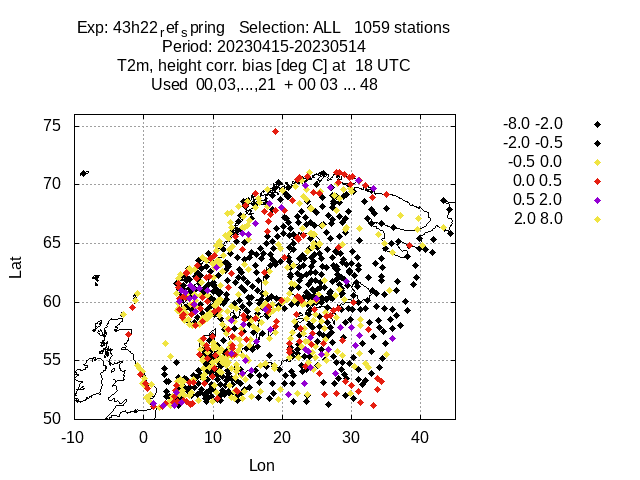 Exp: 43h22refspring   Selection: ALL   1059 stations
Period: 20230415-20230514
T2m, height corr. bias [deg C] at  18 UTC
Used  00,03,...,21  + 00 03 ... 48
-8.0 -2.0
-2.0 -0.5
-0.5 0.0
0.0 0.5
0.5 2.0
2.0 8.0
75
70
65
60
55
50
Lat
-10 0 10 20 30 40
Lon